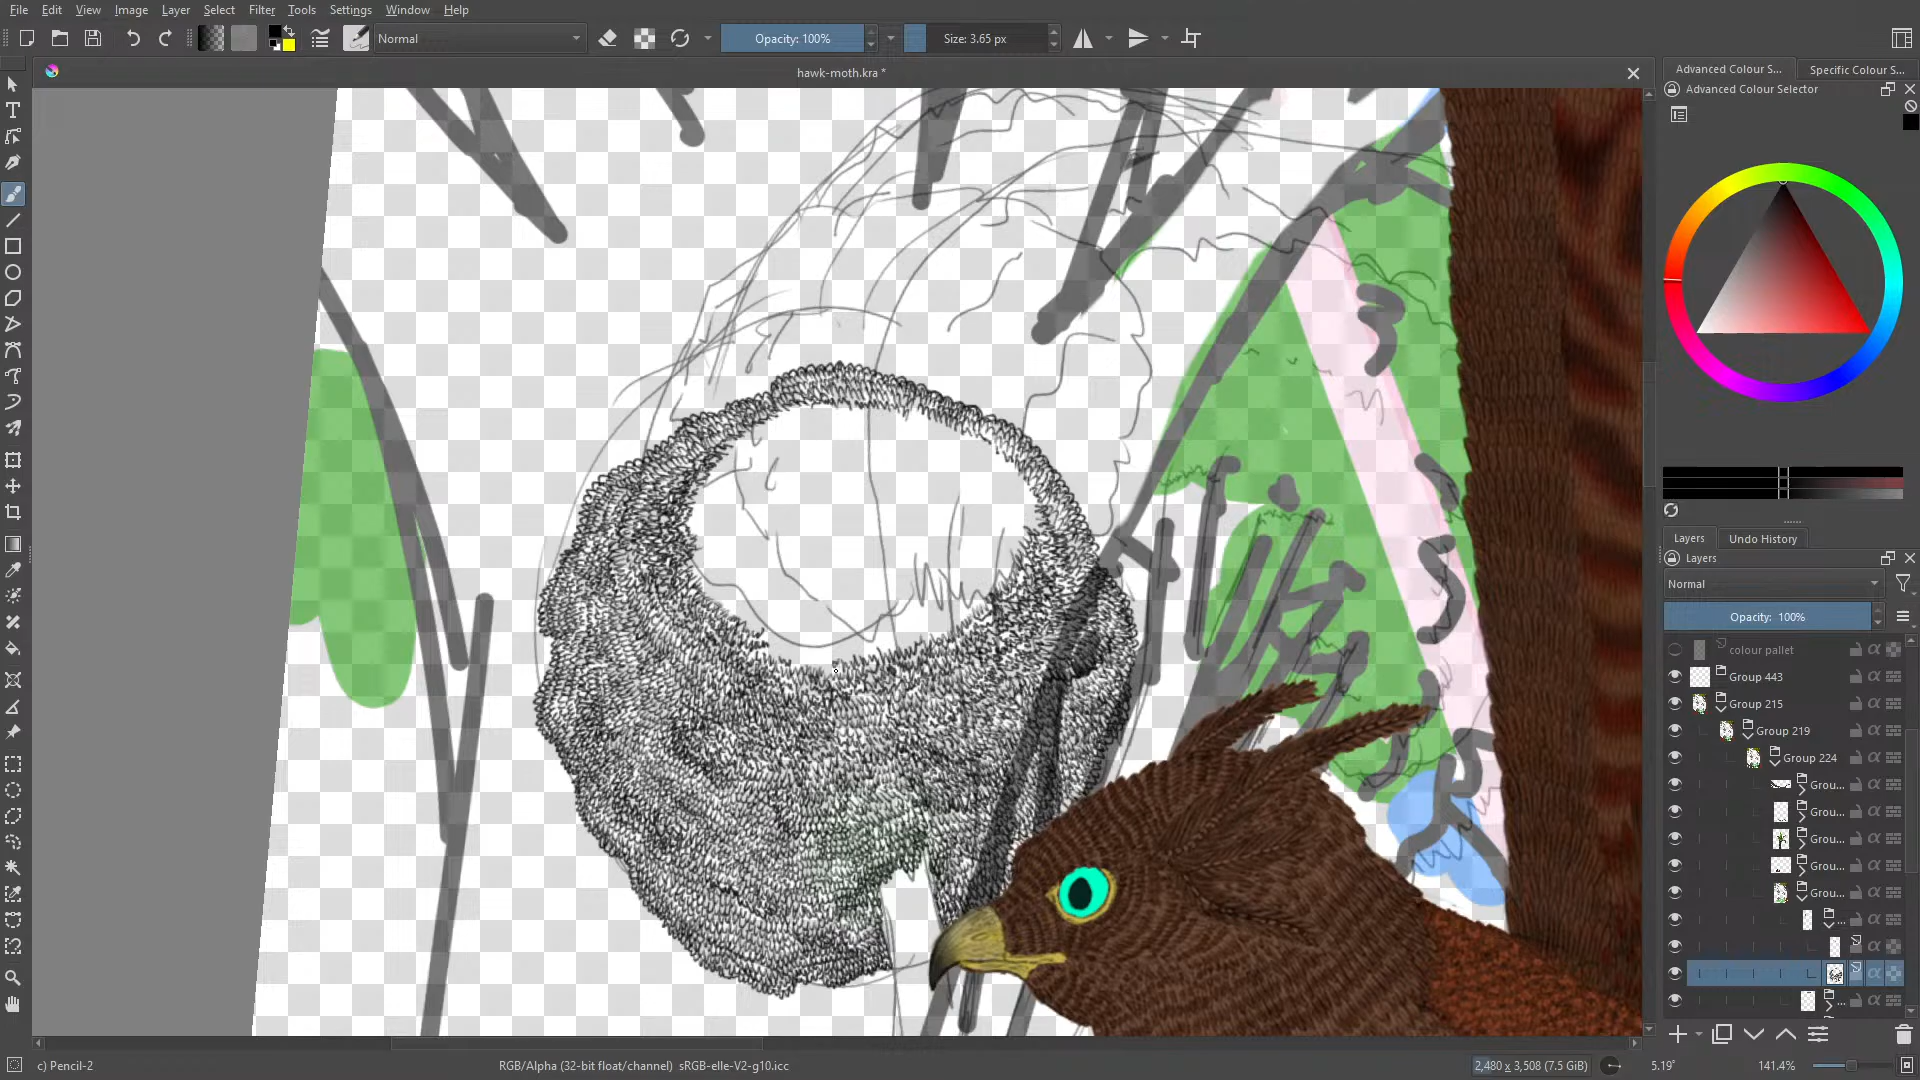 File Edit View Image Layer Select Filter Tools Settings Window Help
Normal Opacity: 100% Size: 3.65 px
hawk-moth.kra *
Advanced Colour S... Specific Colour S...
Advanced Colour Selector
Layers Undo History
Layers
Normal
Opacity: 100%
colour pallet
Group 443
Group 215
Group 219
Group 224
Grou...
Grou...
Grou...
Grou...
Grou...
...
...
c) Pencil-2 RGB/Alpha (32-bit float/channel) sRGB-elle-V2-g10.icc 2,480 x 3,508 (7.5 GiB) 5.19° 141.4%